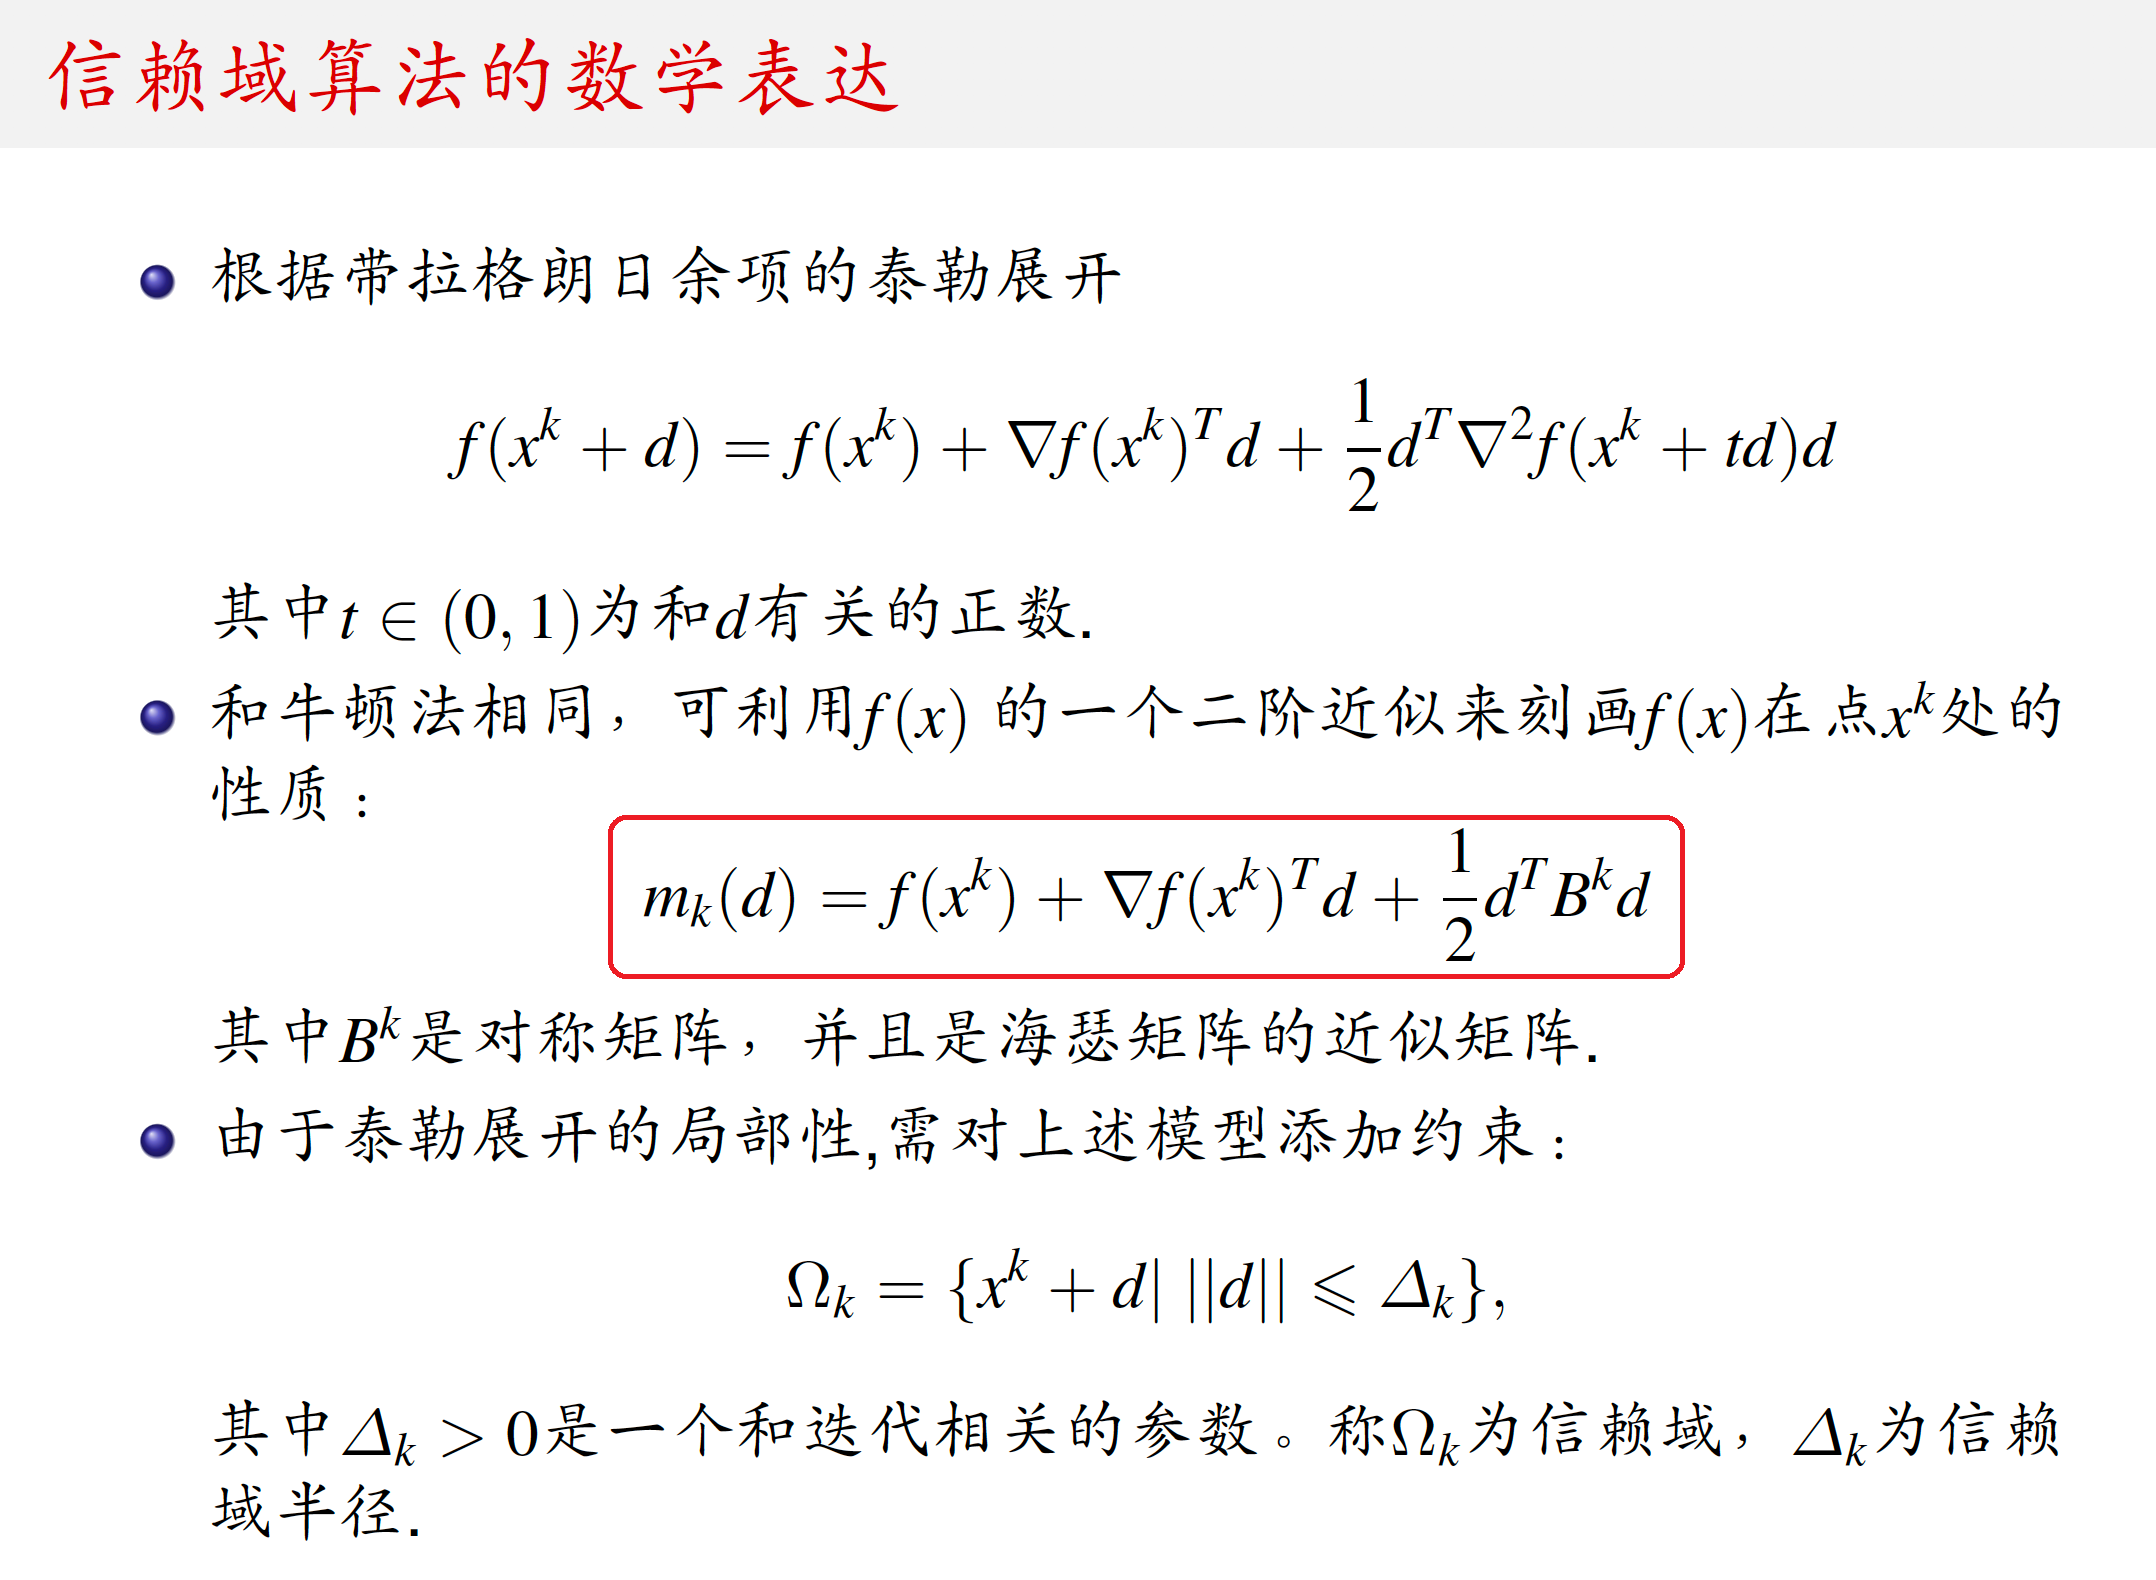 信赖域算法的数学表达
根据带拉格朗日余项的泰勒展开
$f(x^k + d) = f(x^k) + \nabla f(x^k)^T d + \frac{1}{2} d^T \nabla^2 f(x^k + td)d$
其中$t \in (0, 1)$为和$d$有关的正数.
和牛顿法相同，可利用$f(x)$ 的一个二阶近似来刻画$f(x)$在点$x^k$处的
性质：
$m_k(d) = f(x^k) + \nabla f(x^k)^T d + \frac{1}{2} d^T B^k d$
其中$B^k$是对称矩阵，并且是海瑟矩阵的近似矩阵.
由于泰勒展开的局部性,需对上述模型添加约束：
$\Omega_k = \{x^k + d| \ ||d|| \leqslant \Delta_k\},$
其中$\Delta_k > 0$是一个和迭代相关的参数。称$\Omega_k$为信赖域，$\Delta_k$为信赖
域半径.